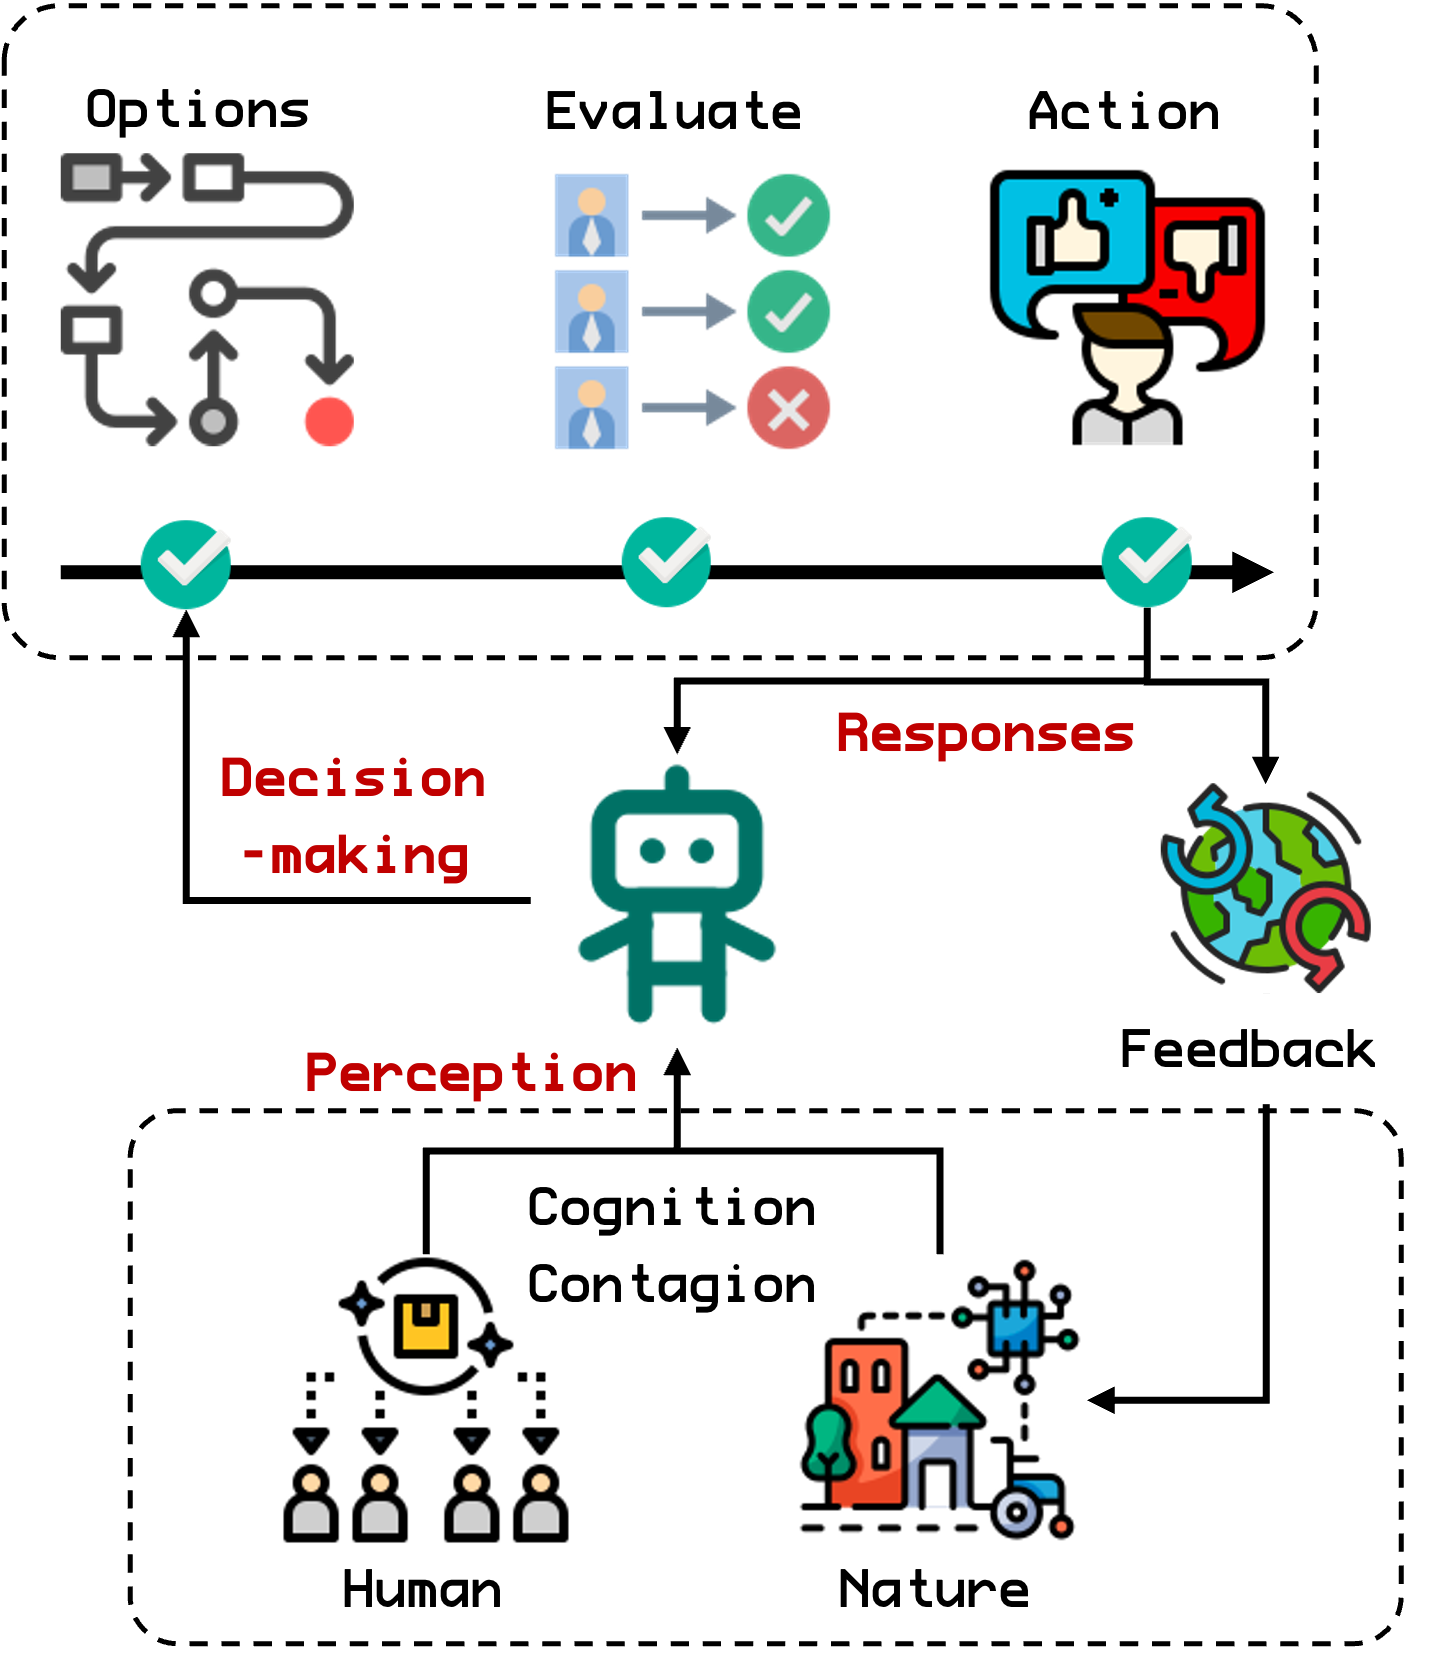 Options
Evaluate
Action
Responses
Decision
-making
Perception
Feedback
Cognition
Contagion
Human
Nature